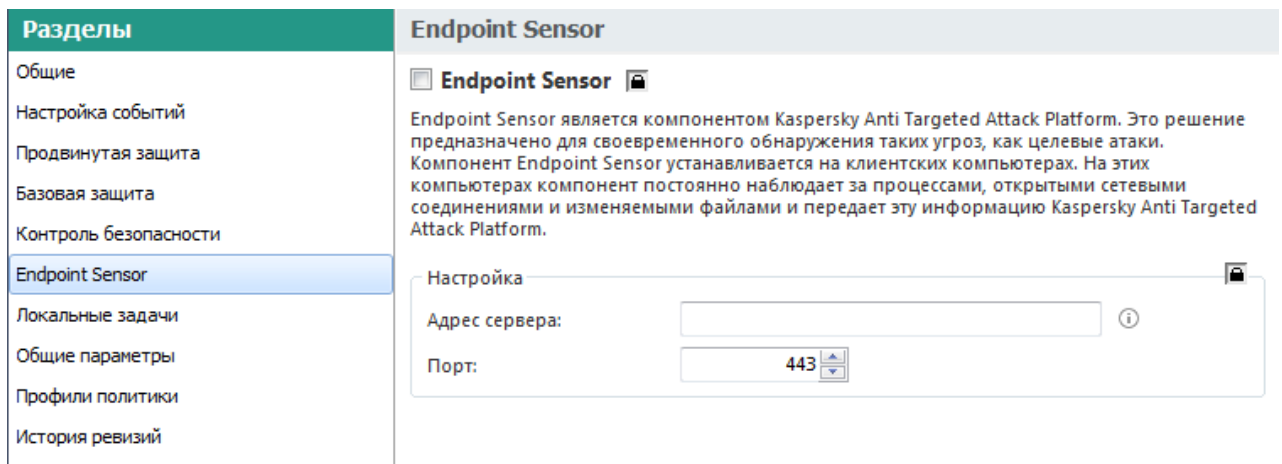 Разделы
Общие
Настройка событий
Продвинутая защита
Базовая защита
Контроль безопасности
Endpoint Sensor
Локальные задачи
Общие параметры
Профили политики
История ревизий
Endpoint Sensor
Endpoint Sensor
Endpoint Sensor является компонентом Kaspersky Anti Targeted Attack Platform. Это решение
предназначено для своевременного обнаружения таких угроз, как целевые атаки.
Компонент Endpoint Sensor устанавливается на клиентских компьютерах. На этих
компьютерах компонент постоянно наблюдает за процессами, открытыми сетевыми
соединениями и изменяемыми файлами и передает эту информацию Kaspersky Anti Targeted
Attack Platform.
Настройка
Адрес сервера:
Порт: 443